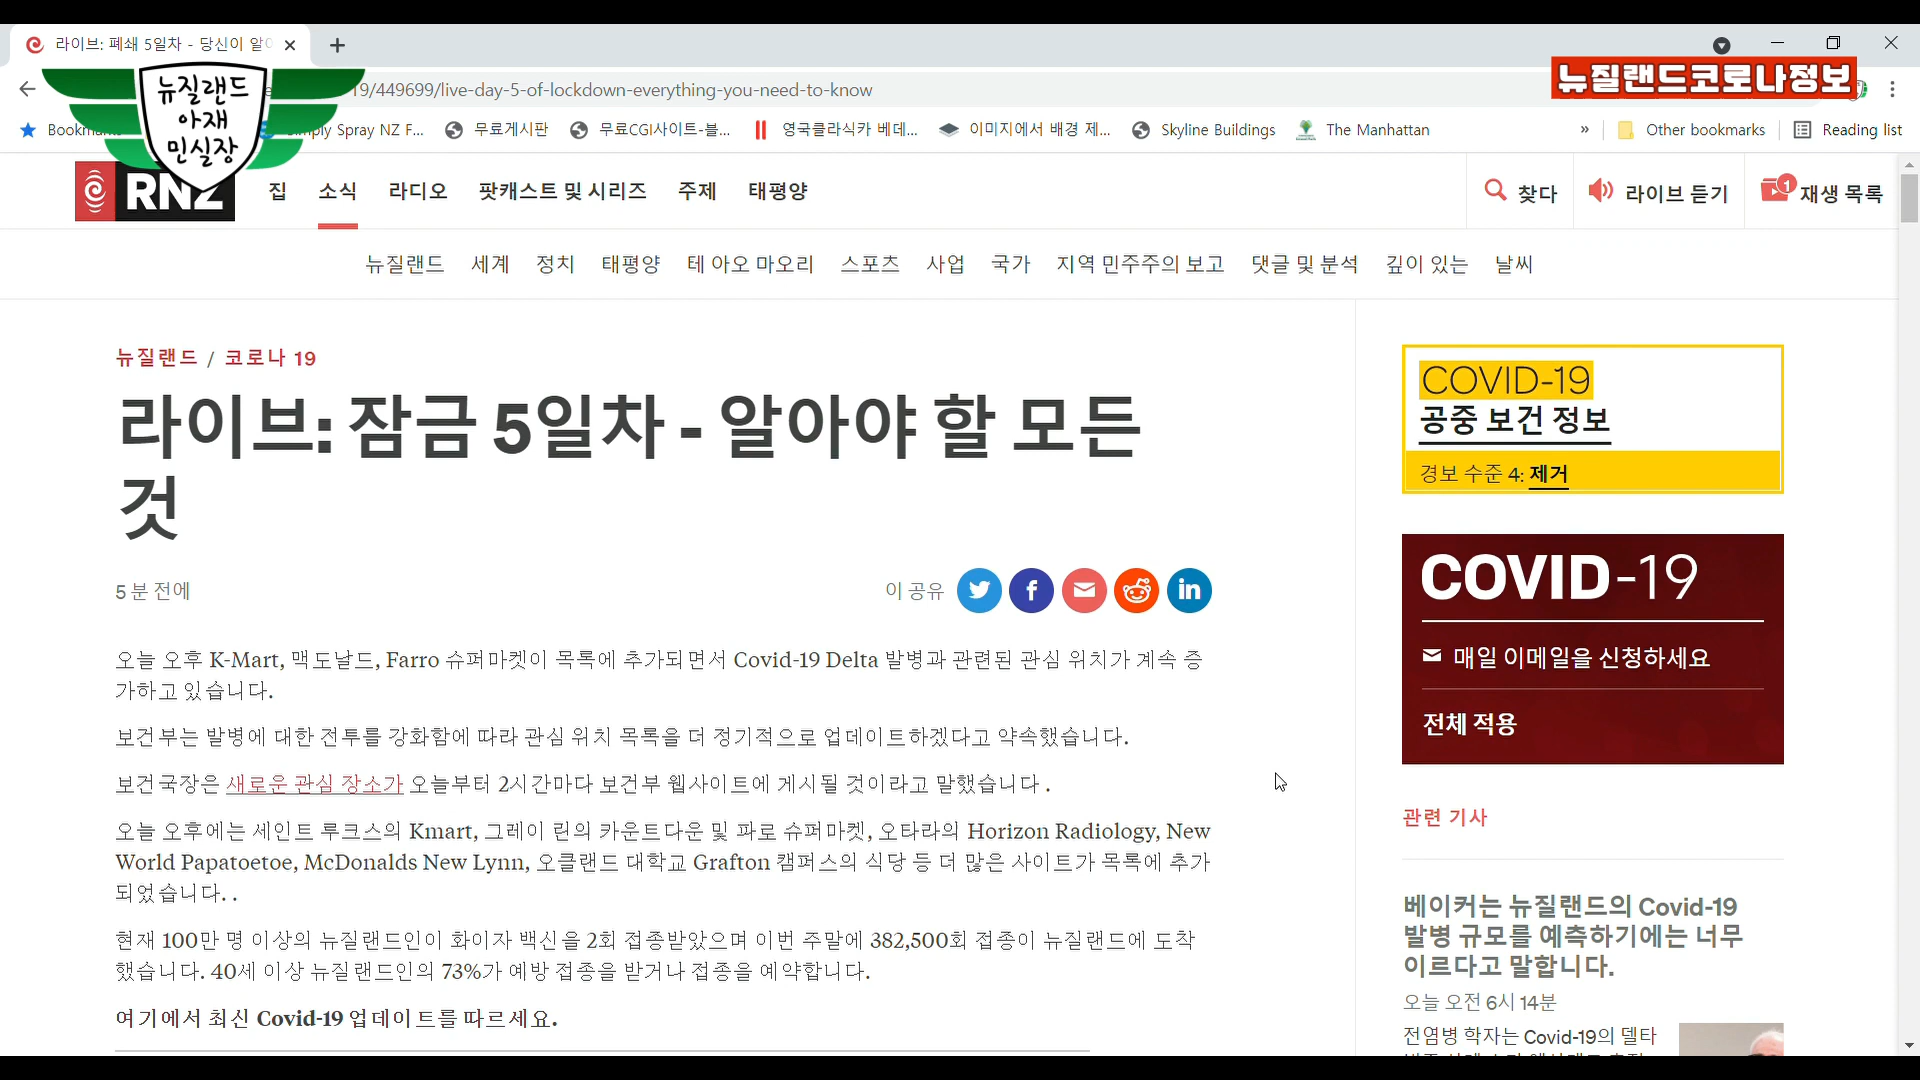 라이브: 폐쇄 5일차 - 당신이 알아
뉴질랜드
아재
민실장
19/449699/live-day-5-of-lockdown-everything-you-need-to-know
뉴질랜드코로나정보
Simply Spray NZ F...
무료게시판
무료CGI사이트-블...
영국클라식카 베데...
이미지에서 배경 제...
Skyline Buildings
The Manhattan
»
Other bookmarks
Reading list
RNZ
집 소식 라디오 팟캐스트 및 시리즈 주제 태평양
찾다
라이브 듣기
1
재생 목록
뉴질랜드 세계 정치 태평양 테 아오 마오리 스포츠 사업 국가 지역 민주주의 보고 댓글 및 분석 깊이 있는 날씨
뉴질랜드 / 코로나 19
라이브: 잠금 5일차 - 알아야 할 모든
것
5 분 전에
이 공유
오늘 오후 K-Mart, 맥도날드, Farro 슈퍼마켓이 목록에 추가되면서 Covid-19 Delta 발병과 관련된 관심 위치가 계속 증
가하고 있습니다.
보건부는 발병에 대한 전투를 강화함에 따라 관심 위치 목록을 더 정기적으로 업데이트하겠다고 약속했습니다.
보건국장은 새로운 관심 장소가 오늘부터 2시간마다 보건부 웹사이트에 게시될 것이라고 말했습니다 .
오늘 오후에는 세인트 루크스의 Kmart, 그레이 린의 카운트다운 및 파로 슈퍼마켓, 오타라의 Horizon Radiology, New
World Papatoetoe, McDonalds New Lynn, 오클랜드 대학교 Grafton 캠퍼스의 식당 등 더 많은 사이트가 목록에 추가
되었습니다. .
현재 100만 명 이상의 뉴질랜드인이 화이자 백신을 2회 접종받았으며 이번 주말에 382,500회 접종이 뉴질랜드에 도착
했습니다. 40세 이상 뉴질랜드인의 73%가 예방 접종을 받거나 접종을 예약합니다.
여기에서 최신 Covid-19 업데이트를 따르세요.
COVID-19
공중 보건 정보
경보 수준 4: 제거
COVID-19
매일 이메일을 신청하세요
전체 적용
관련 기사
베이커는 뉴질랜드의 Covid-19
발병 규모를 예측하기에는 너무
이르다고 말합니다.
오늘 오전 6시 14분
전염병 학자는 Covid-19의 델타